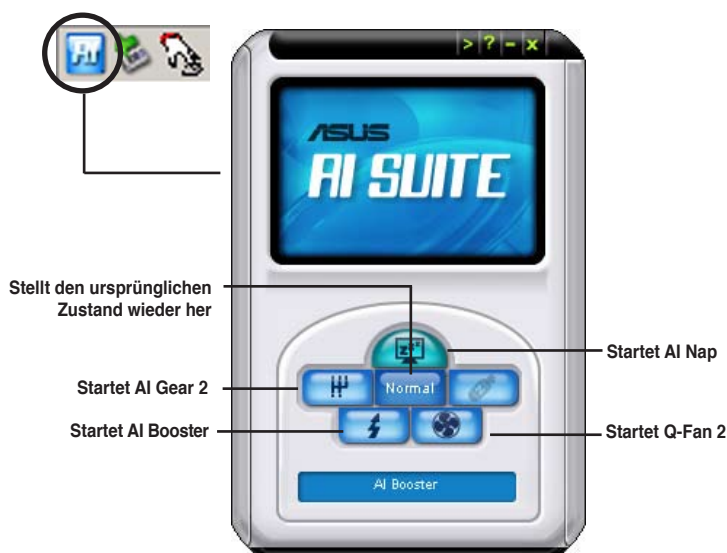 > ? - x
ASUS
AI SUITE
Stellt den ursprünglichen
Zustand wieder her
Startet AI Nap
Startet AI Gear 2
Normal
Startet AI Booster
Startet Q-Fan 2
AI Booster